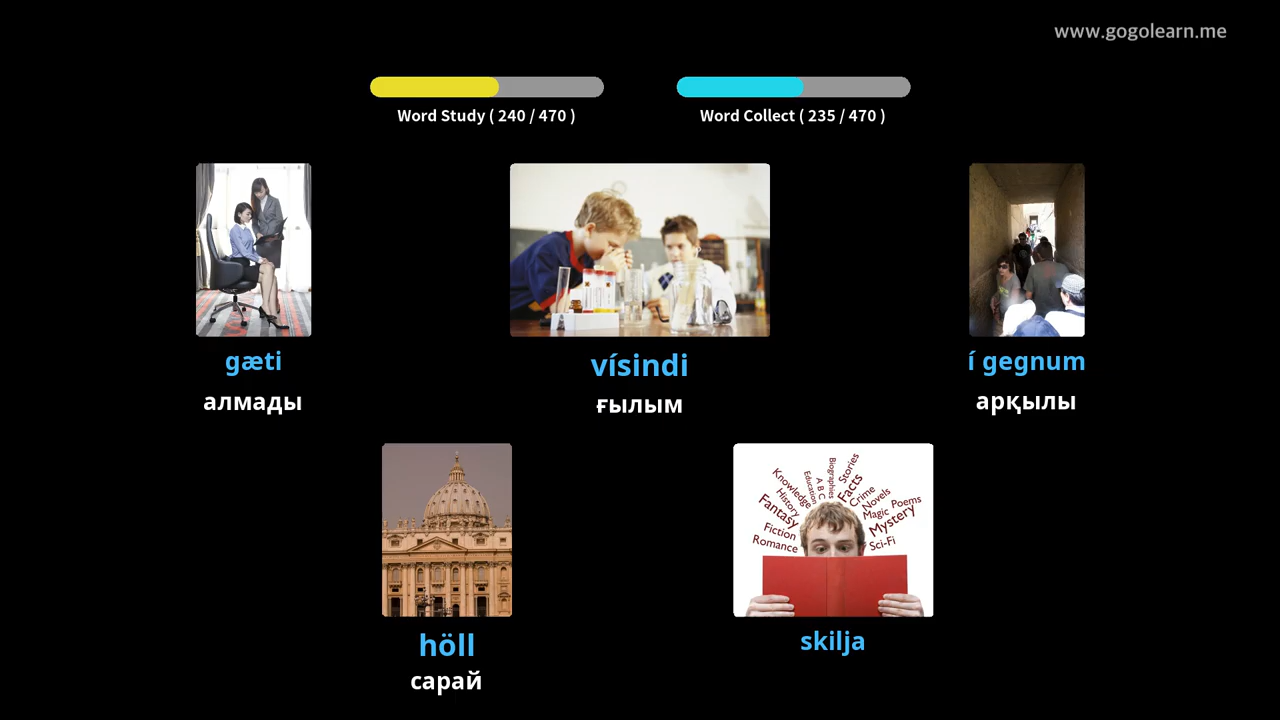 www.gogolearn.me
Word Study ( 240 / 470 )
Word Collect ( 235 / 470 )
gæti
алмады
vísindi
ғылым
í gegnum
арқылы
höll
сарай
Knowledge
History
Fantasy
Fiction
Romance
Education
A B C
Biographies
Stories
Facts
Crime
Novels
Magic
Poems
Mystery
Sci-Fi
skilja